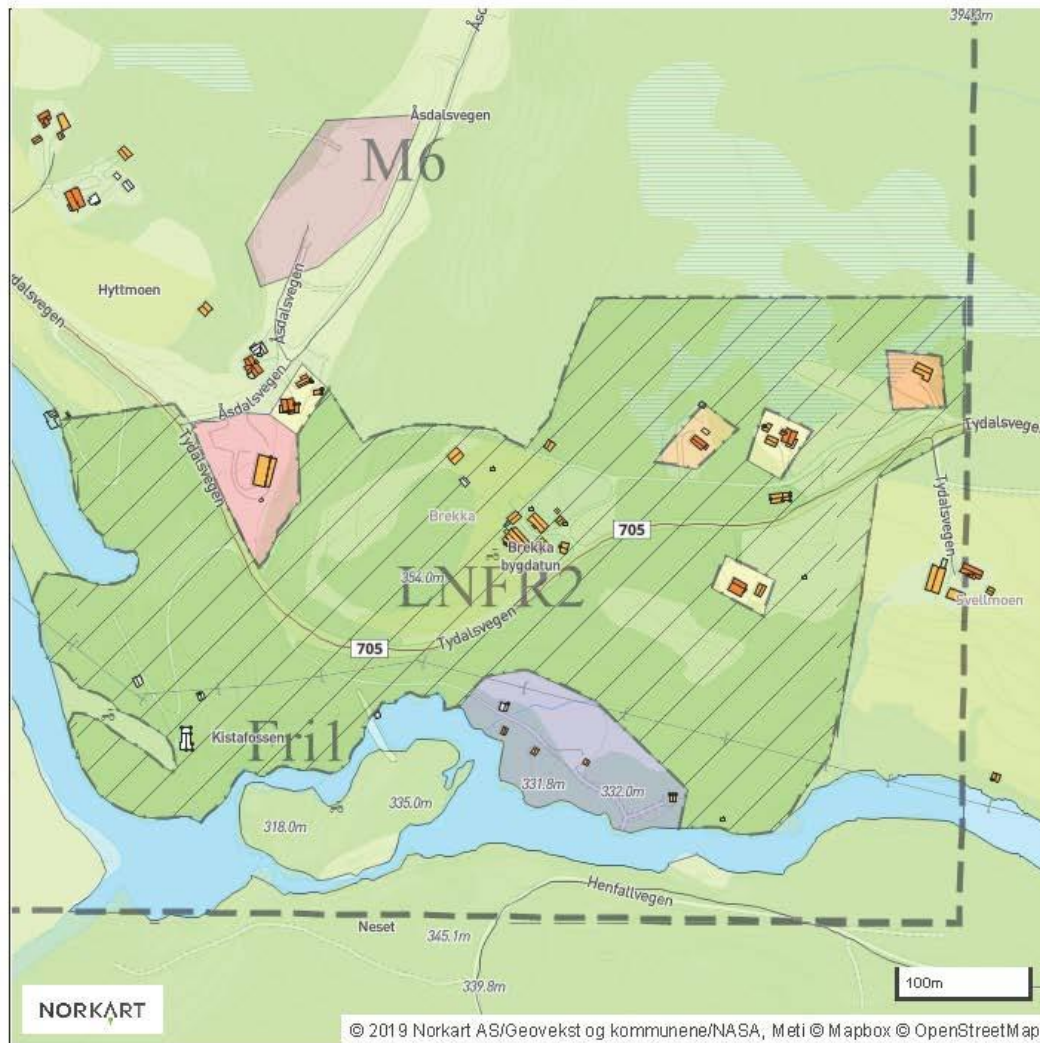 394.3m
Åsd
Åsdalsvegen
M6
Hyttmoen
dalsvegen
Åsdalsvegen
Åsdalsvegen
Tydalsvegen
Tydalsveger
Brekka
705
Tydalsvegen
Brekka
bygdatun
354.0m
LNFR2
Svellmoen
Tydalsvegen
705
Kistafossen
Fri1
331.8m
332.0m
335.0m
318.0m
Henfallvegen
Neset
345.1m
339.8m
100m
NORKART
© 2019 Norkart AS/Geovekst og kommunene/NASA, Meti © Mapbox © OpenStreetMap